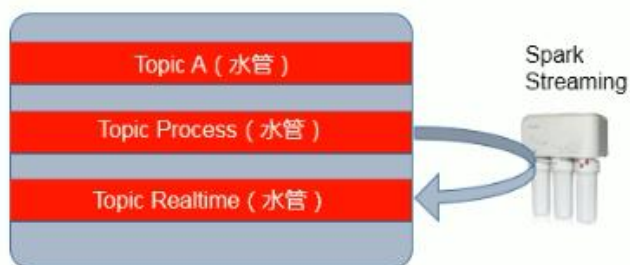 Topic A ( 水管 )
Topic Process ( 水管 )
Topic Realtime ( 水管 )
Spark
Streaming